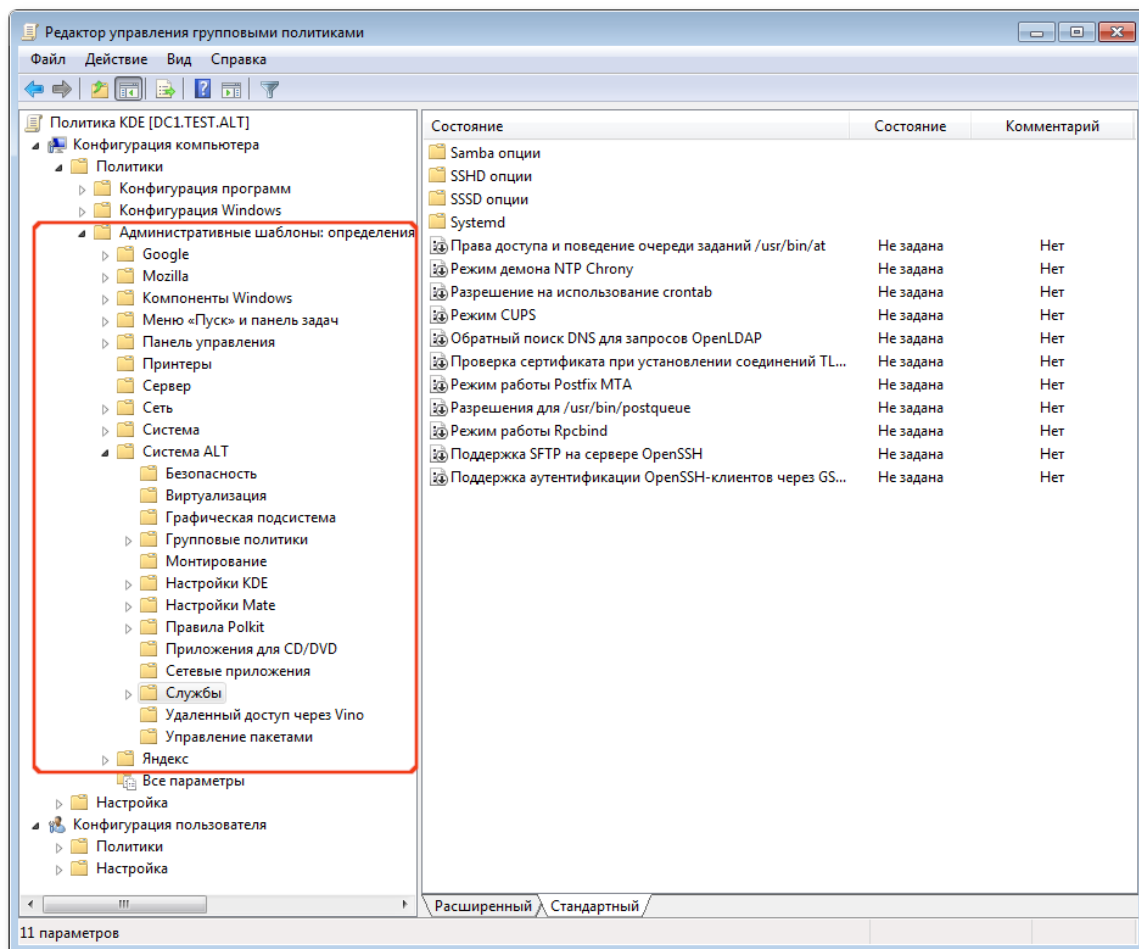 Редактор управления групповыми политиками
Файл Действие Вид Справка
Политика KDE [DC1.TEST.ALT]
Конфигурация компьютера
Политики
Конфигурация программ
Конфигурация Windows
Административные шаблоны: определения
Google
Mozilla
Компоненты Windows
Меню «Пуск» и панель задач
Панель управления
Принтеры
Сервер
Сеть
Система
Система ALT
Безопасность
Виртуализация
Графическая подсистема
Групповые политики
Монтирование
Настройки KDE
Настройки Mate
Правила Polkit
Приложения для CD/DVD
Сетевые приложения
Службы
Удаленный доступ через Vino
Управление пакетами
Яндекс
Все параметры
Настройка
Конфигурация пользователя
Политики
Настройка
Состояние Состояние Комментарий
Samba опции
SSHD опции
SSSD опции
Systemd
Права доступа и поведение очереди заданий /usr/bin/at Не задана Нет
Режим демона NTP Chrony Не задана Нет
Разрешение на использование crontab Не задана Нет
Режим CUPS Не задана Нет
Обратный поиск DNS для запросов OpenLDAP Не задана Нет
Проверка сертификата при установлении соединений TL... Не задана Нет
Режим работы Postfix MTA Не задана Нет
Разрешения для /usr/bin/postqueue Не задана Нет
Режим работы Rpcbind Не задана Нет
Поддержка SFTP на сервере OpenSSH Не задана Нет
Поддержка аутентификации OpenSSH-клиентов через GS... Не задана Нет
Расширенный Стандартный
11 параметров